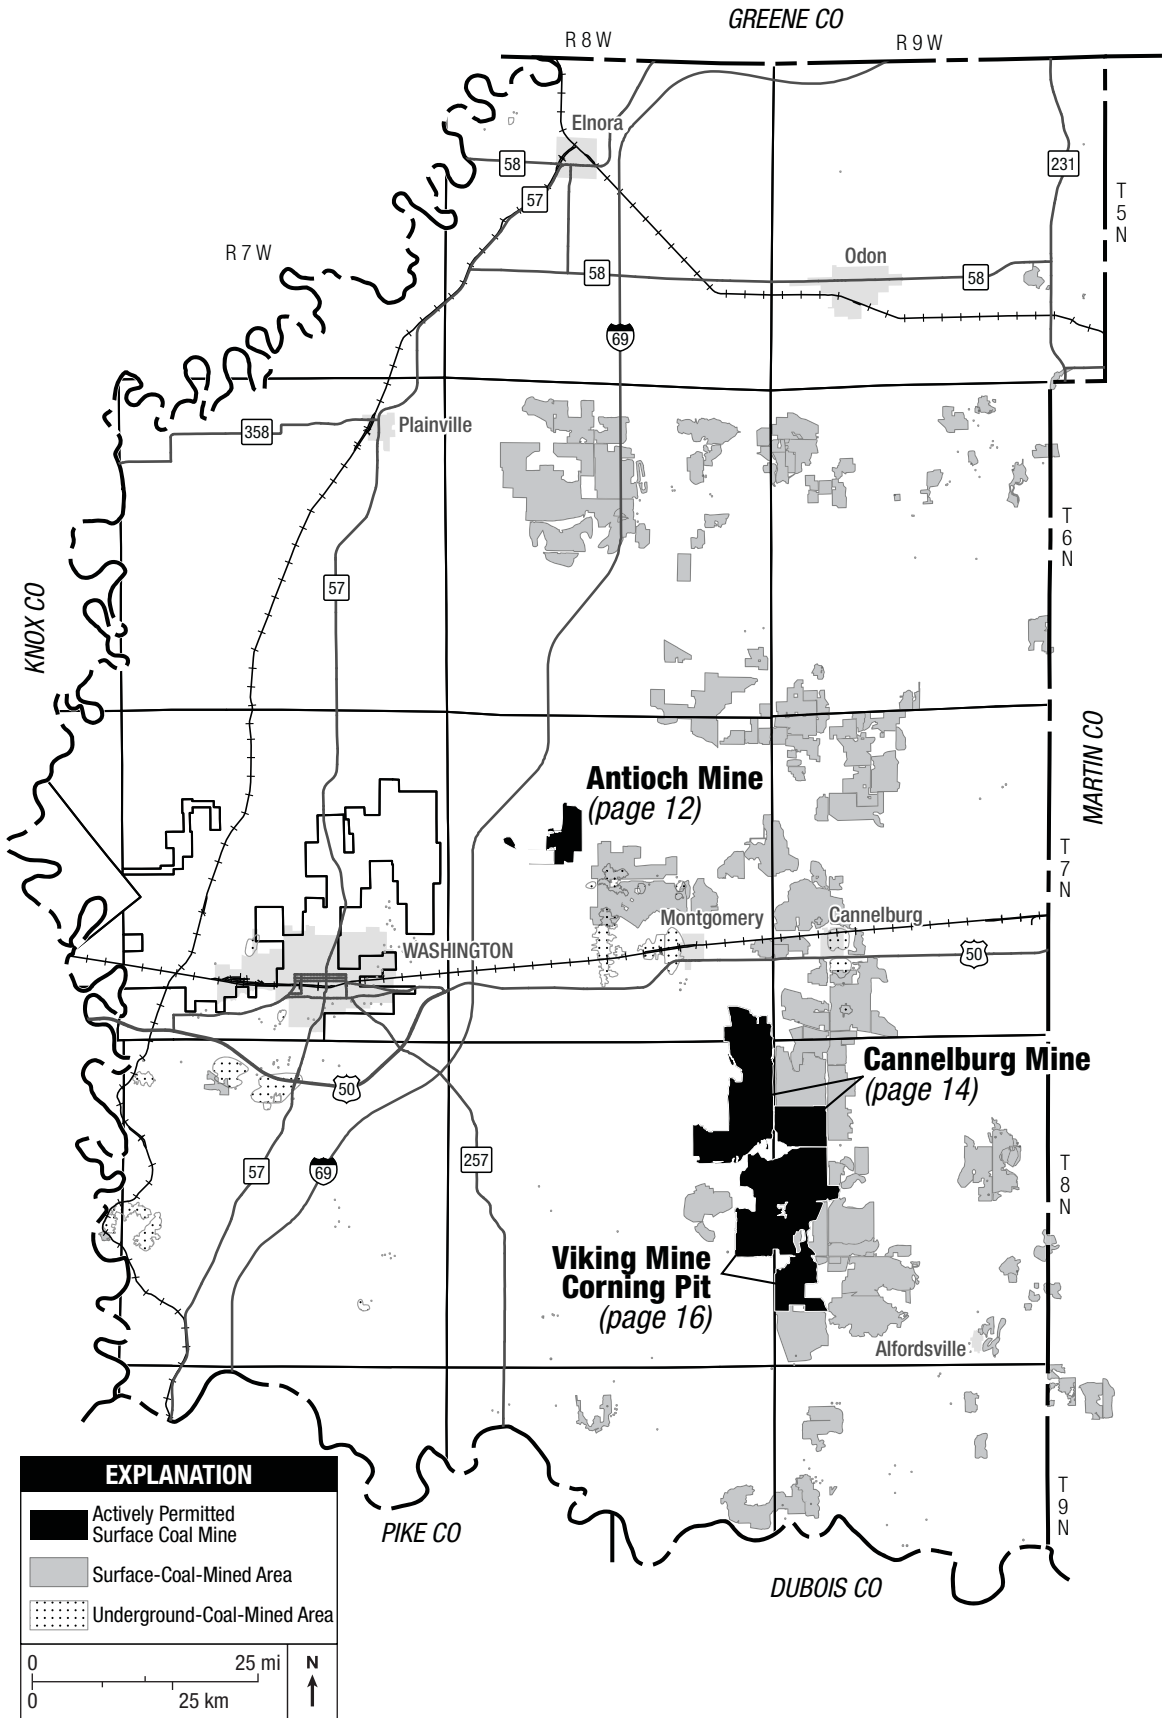 GREENE CO
R 8 W
R 9 W
Elnora
58
231
57
T
5
N
R 7 W
Odon
58
58
69
358
Plainville
T
6
N
57
KNOX CO
MARTIN CO
Antioch Mine
(page 12)
T
7
N
Montgomery
Cannelburg
WASHINGTON
50
Cannelburg Mine
(page 14)
50
57
69
257
T
8
N
Viking Mine
Corning Pit
(page 16)
Alfordsville
EXPLANATION
Actively Permitted
Surface Coal Mine
Surface-Coal-Mined Area
Underground-Coal-Mined Area
0 25 mi
0 25 km
N
PIKE CO
T
9
N
DUBOIS CO